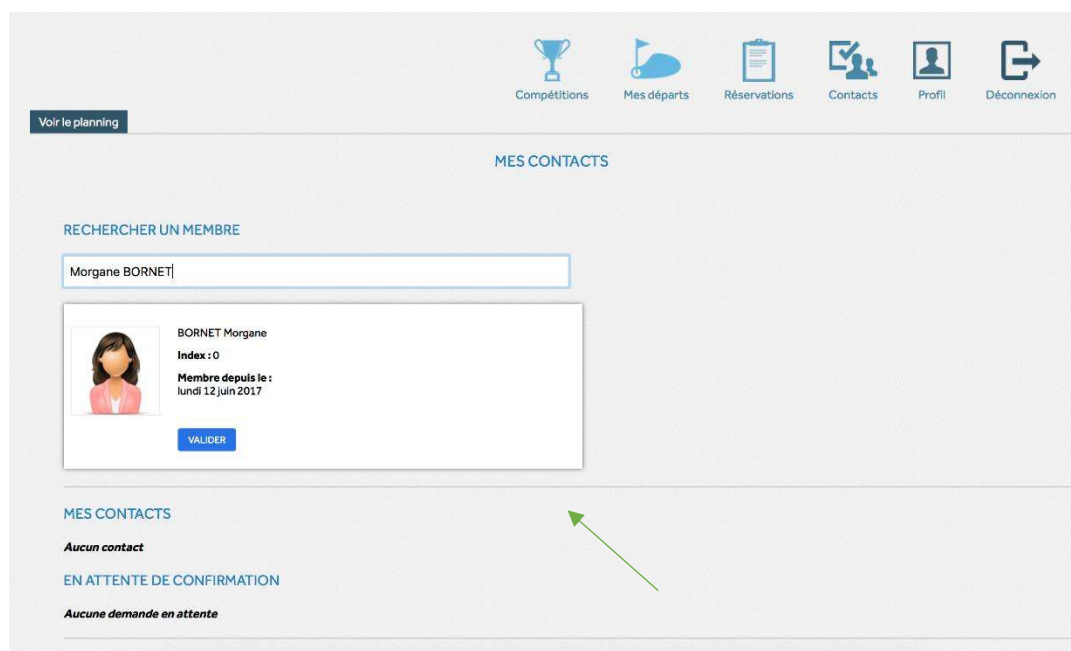 Compétitions
Mes départs
Réservations
Contacts
Profil
Déconnexion
Voir le planning
MES CONTACTS
RECHERCHER UN MEMBRE
Morgane BORNET
BORNET Morgane
Index : 0
Membre depuis le :
lundi 12 juin 2017
VALIDER
MES CONTACTS
Aucun contact
EN ATTENTE DE CONFIRMATION
Aucune demande en attente